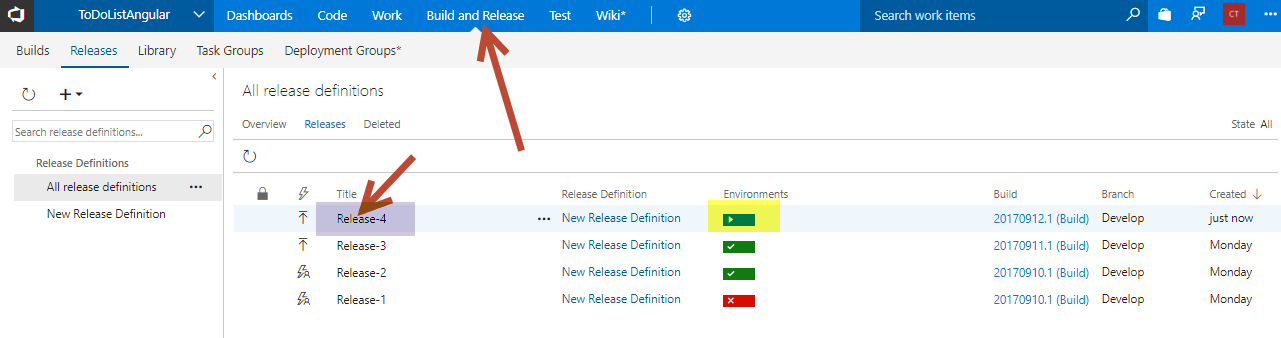 ToDoListAngular Dashboards Code Work Build and Release Test Wiki* Search work items CT
Builds Releases Library Task Groups Deployment Groups*
All release definitions
Overview Releases Deleted State All
Search release definitions...
Release Definitions
All release definitions
New Release Definition
Title Release Definition Environments Build Branch Created
Release-4 New Release Definition 20170912.1 (Build) Develop just now
Release-3 New Release Definition 20170911.1 (Build) Develop Monday
Release-2 New Release Definition 20170910.1 (Build) Develop Monday
Release-1 New Release Definition 20170910.1 (Build) Develop Monday